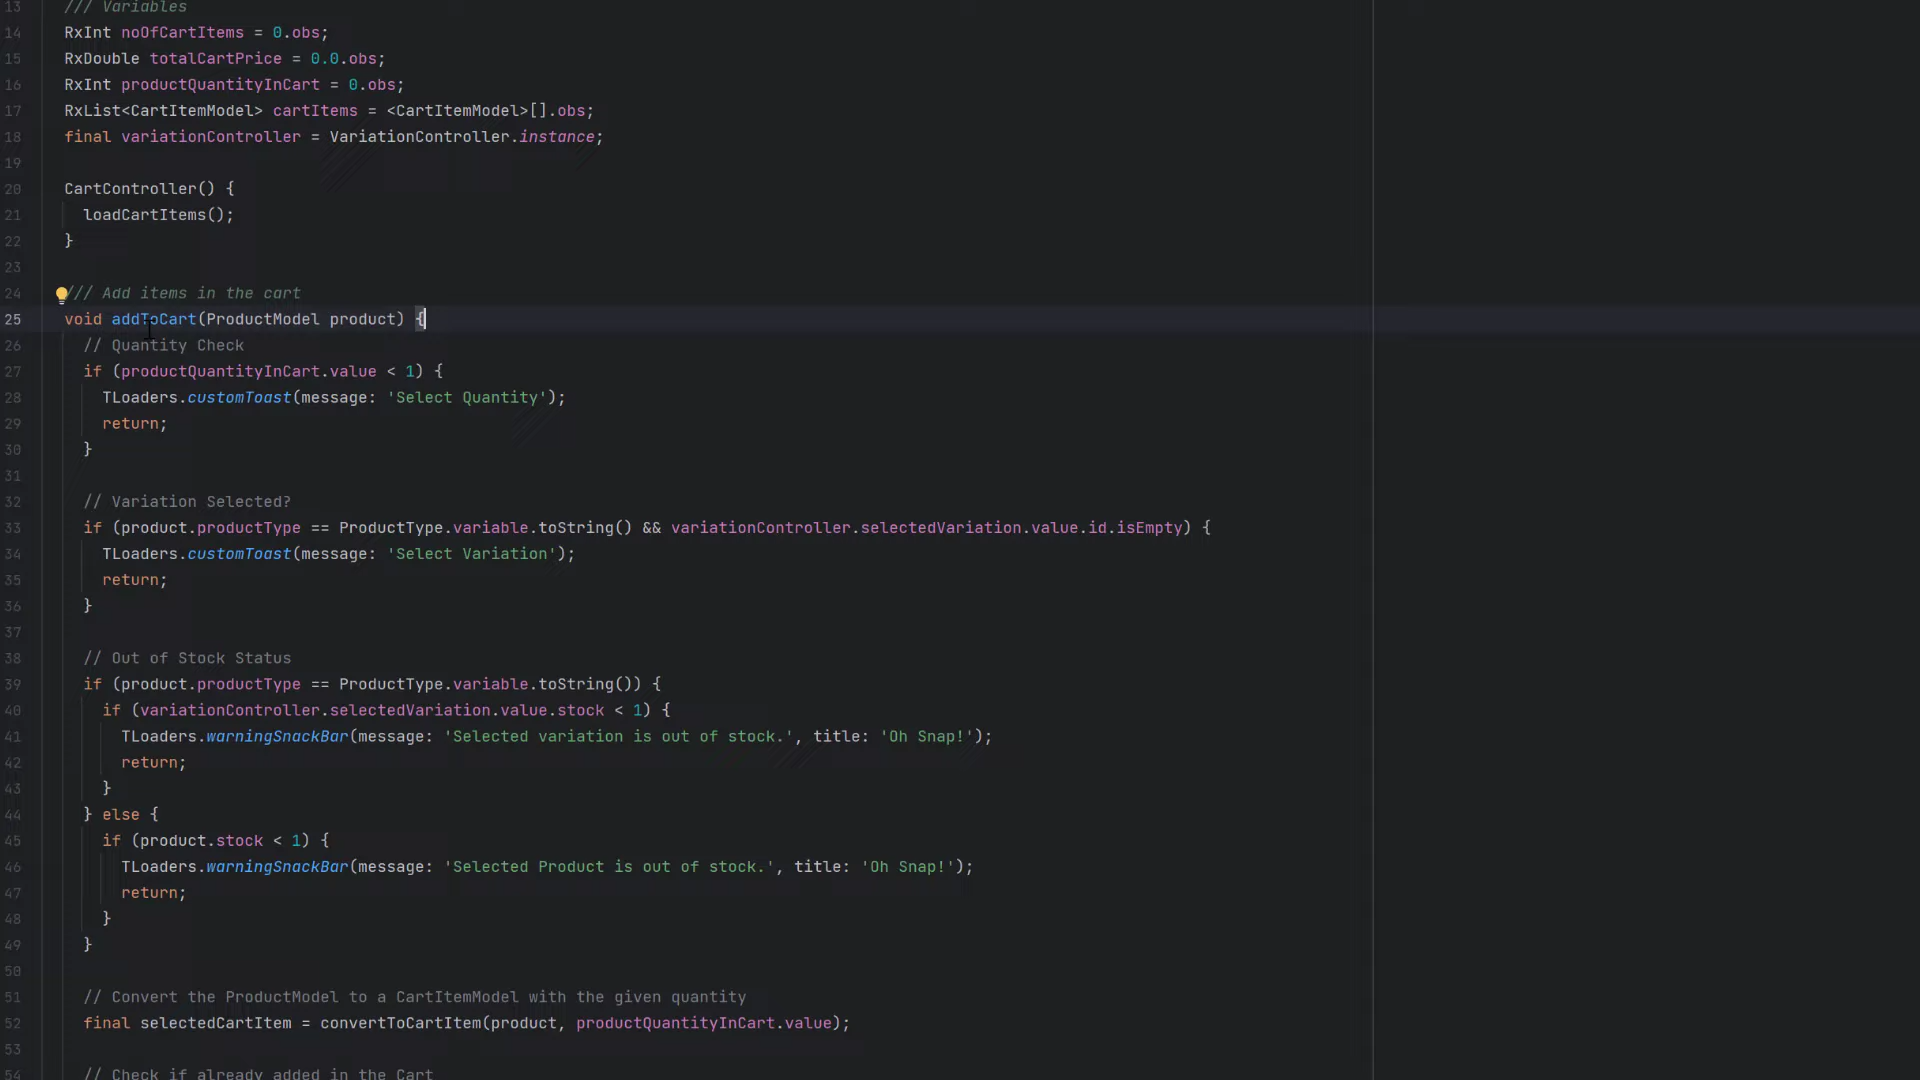 13 /// Variables
14 RxInt noOfCartItems = 0.obs;
15 RxDouble totalCartPrice = 0.0.obs;
16 RxInt productQuantityInCart = 0.obs;
17 RxList<CartItemModel> cartItems = <CartItemModel>[].obs;
18 final variationController = VariationController.instance;
19
20 CartController() {
21 loadCartItems();
22 }
23
24 /// Add items in the cart
25 void addToCart(ProductModel product) {
26 // Quantity Check
27 if (productQuantityInCart.value < 1) {
28 TLoaders.customToast(message: 'Select Quantity');
29 return;
30 }
31
32 // Variation Selected?
33 if (product.productType == ProductType.variable.toString() && variationController.selectedVariation.value.id.isEmpty) {
34 TLoaders.customToast(message: 'Select Variation');
35 return;
36 }
37
38 // Out of Stock Status
39 if (product.productType == ProductType.variable.toString()) {
40 if (variationController.selectedVariation.value.stock < 1) {
41 TLoaders.warningSnackBar(message: 'Selected variation is out of stock.', title: 'Oh Snap!');
42 return;
43 }
44 } else {
45 if (product.stock < 1) {
46 TLoaders.warningSnackBar(message: 'Selected Product is out of stock.', title: 'Oh Snap!');
47 return;
48 }
49 }
50
51 // Convert the ProductModel to a CartItemModel with the given quantity
52 final selectedCartItem = convertToCartItem(product, productQuantityInCart.value);
53
54 // Check if already added in the Cart